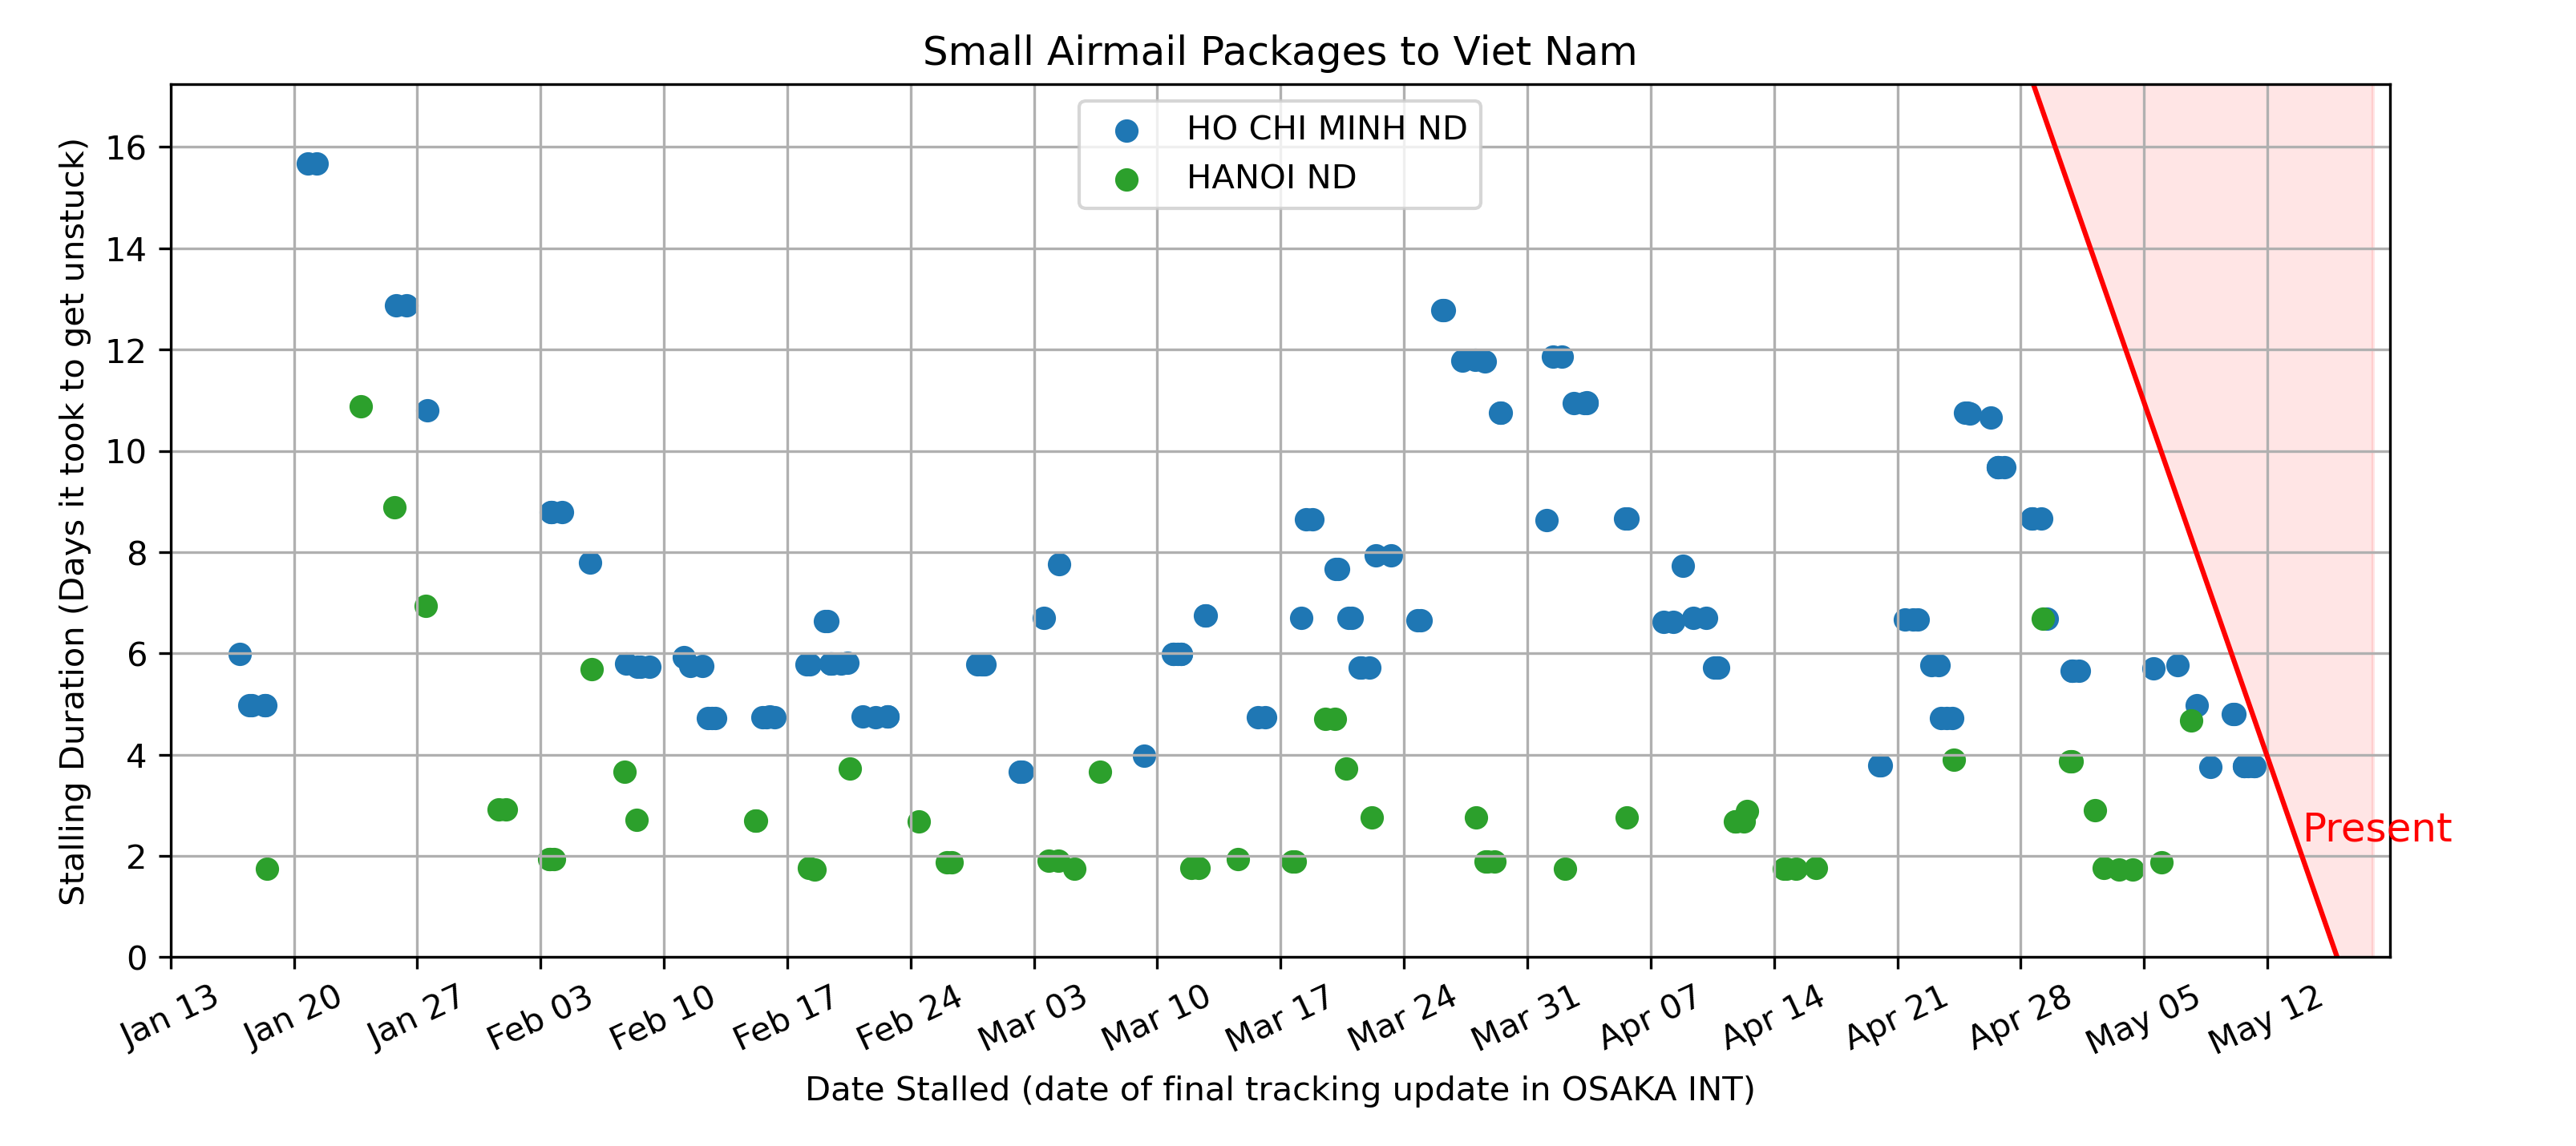 Small Airmail Packages to Viet Nam
HO CHI MINH ND
HANOI ND
Stalling Duration (Days it took to get unstuck)
16
14
12
10
8
6
4
2
0
Present
Jan 13
Jan 20
Jan 27
Feb 03
Feb 10
Feb 17
Feb 24
Mar 03
Mar 10
Mar 17
Mar 24
Mar 31
Apr 07
Apr 14
Apr 21
Apr 28
May 05
May 12
Date Stalled (date of final tracking update in OSAKA INT)